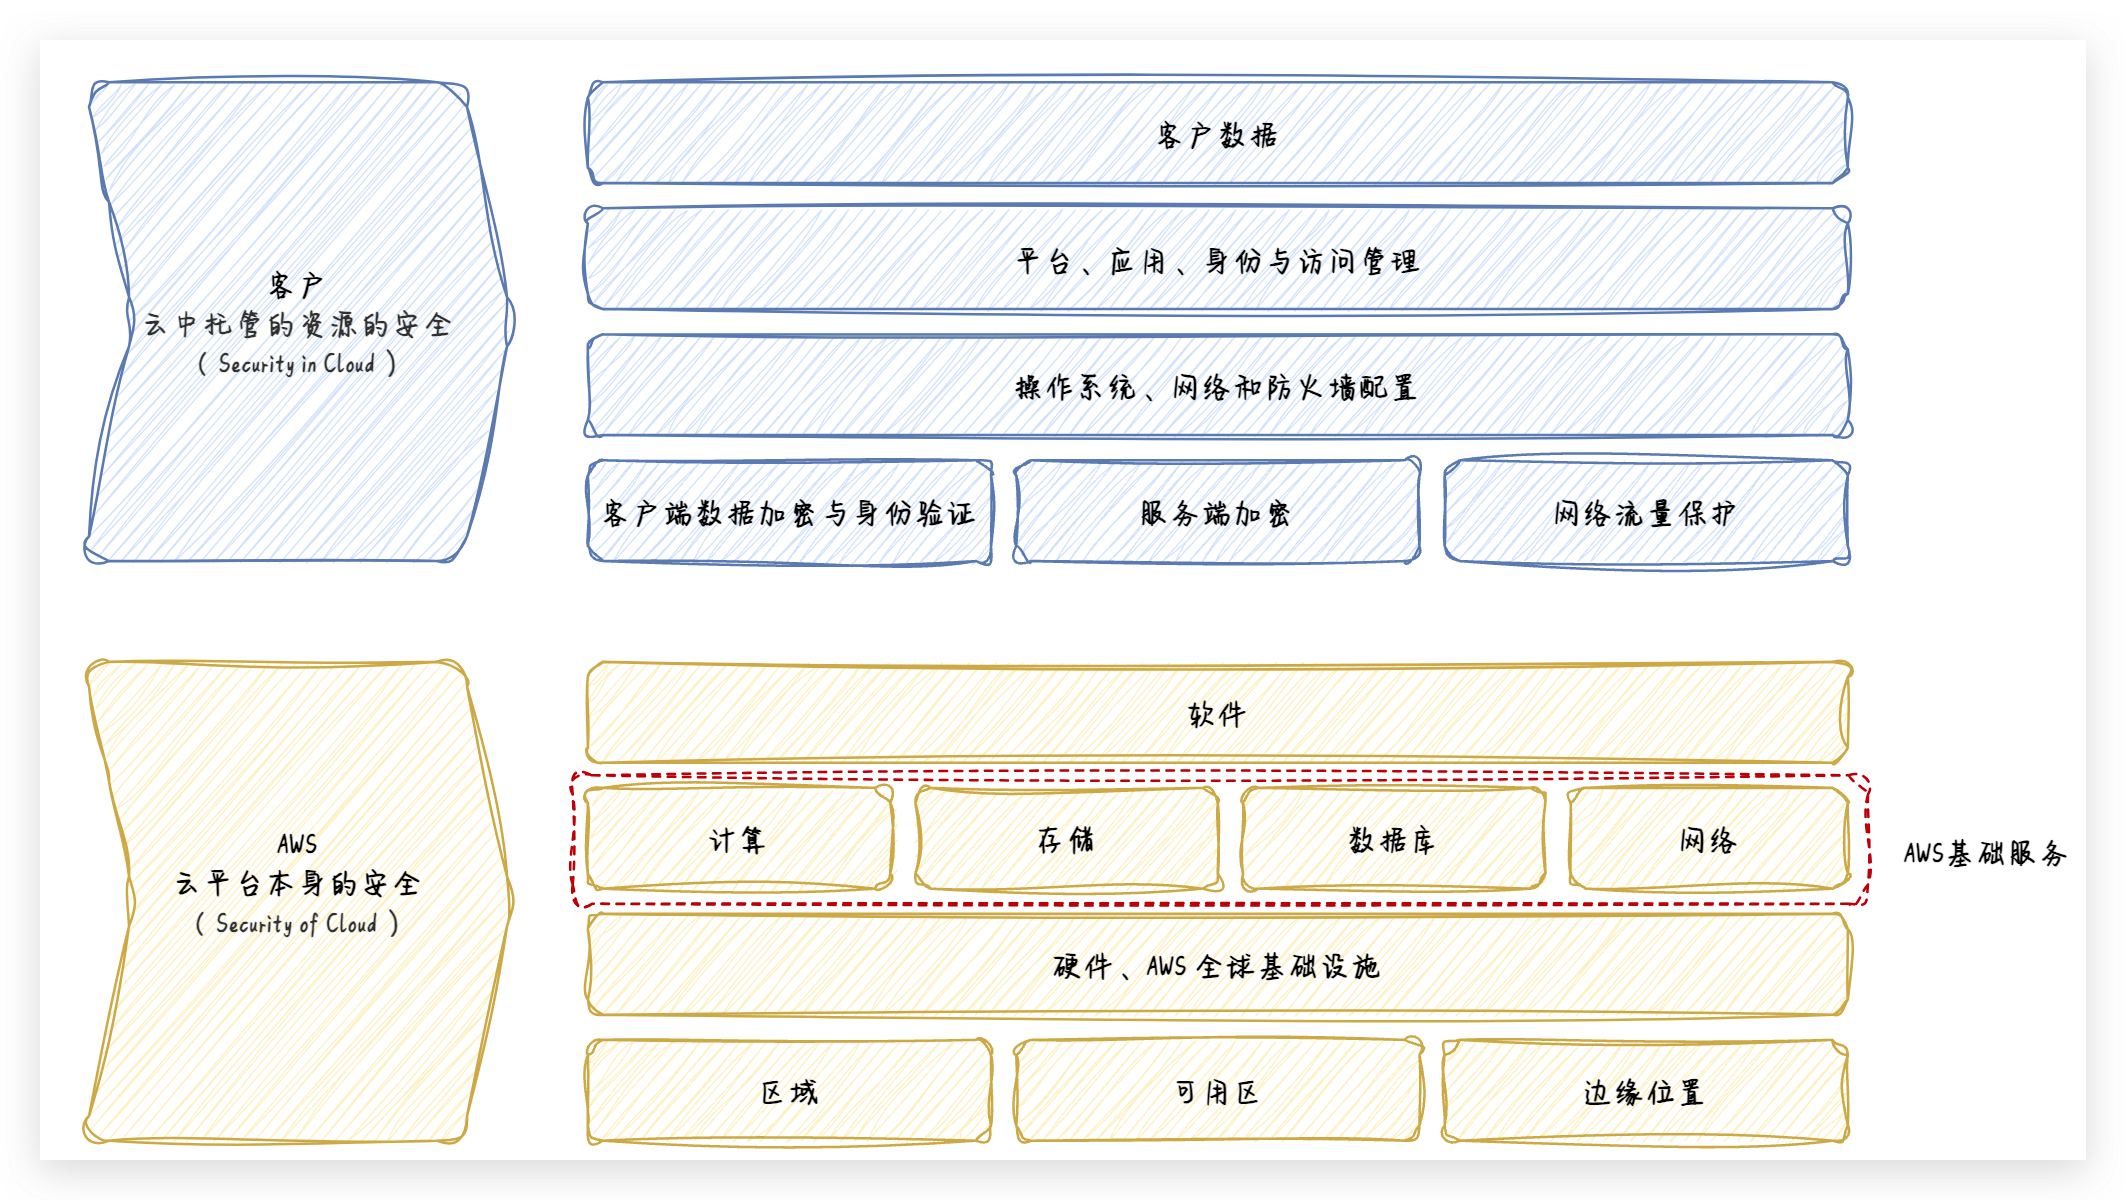 客户
云中托管的资源的安全
( Security in Cloud )
客户数据
平台、应用、身份与访问管理
操作系统、网络和防火墙配置
客户端数据加密与身份验证
服务端加密
网络流量保护
AWS
云平台本身的安全
( Security of Cloud )
软件
计算
存储
数据库
网络
AWS基础服务
硬件、AWS 全球基础设施
区域
可用区
边缘位置